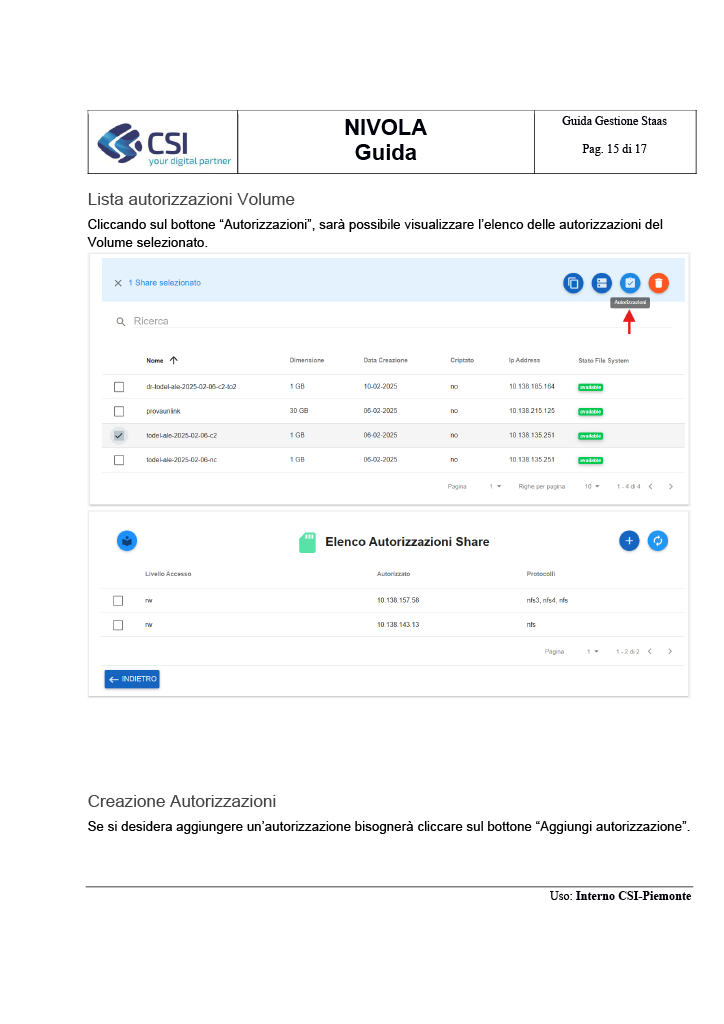 CSI
your digital partner
NIVOLA
Guida
Guida Gestione Staas
Pag. 15 di 17
Lista autorizzazioni Volume
Cliccando sul bottone “Autorizzazioni”, sarà possibile visualizzare l’elenco delle autorizzazioni del
Volume selezionato.
1 Share selezionato
Autorizzazioni
Ricerca
Nome Dimensione Data Creazione Criptato Ip Address Stato File System
dr-todel-ale-2025-02-06-c2-to2 1 GB 10-02-2025 no 10.138.185.164 available
provaunlink 30 GB 06-02-2025 no 10.138.215.125 available
todel-ale-2025-02-06-c2 1 GB 06-02-2025 no 10.138.135.251 available
todel-ale-2025-02-06-nc 1 GB 06-02-2025 no 10.138.135.251 available
Pagina 1 Righe per pagina 10 1 - 4 di 4
Elenco Autorizzazioni Share
Livello Accesso Autorizzato Protocolli
rw 10.138.157.58 nfs3, nfs4, nfs
rw 10.138.143.13 nfs
Pagina 1 1 - 2 di 2
INDIETRO
Creazione Autorizzazioni
Se si desidera aggiungere un’autorizzazione bisognerà cliccare sul bottone “Aggiungi autorizzazione”.
Uso: Interno CSI-Piemonte